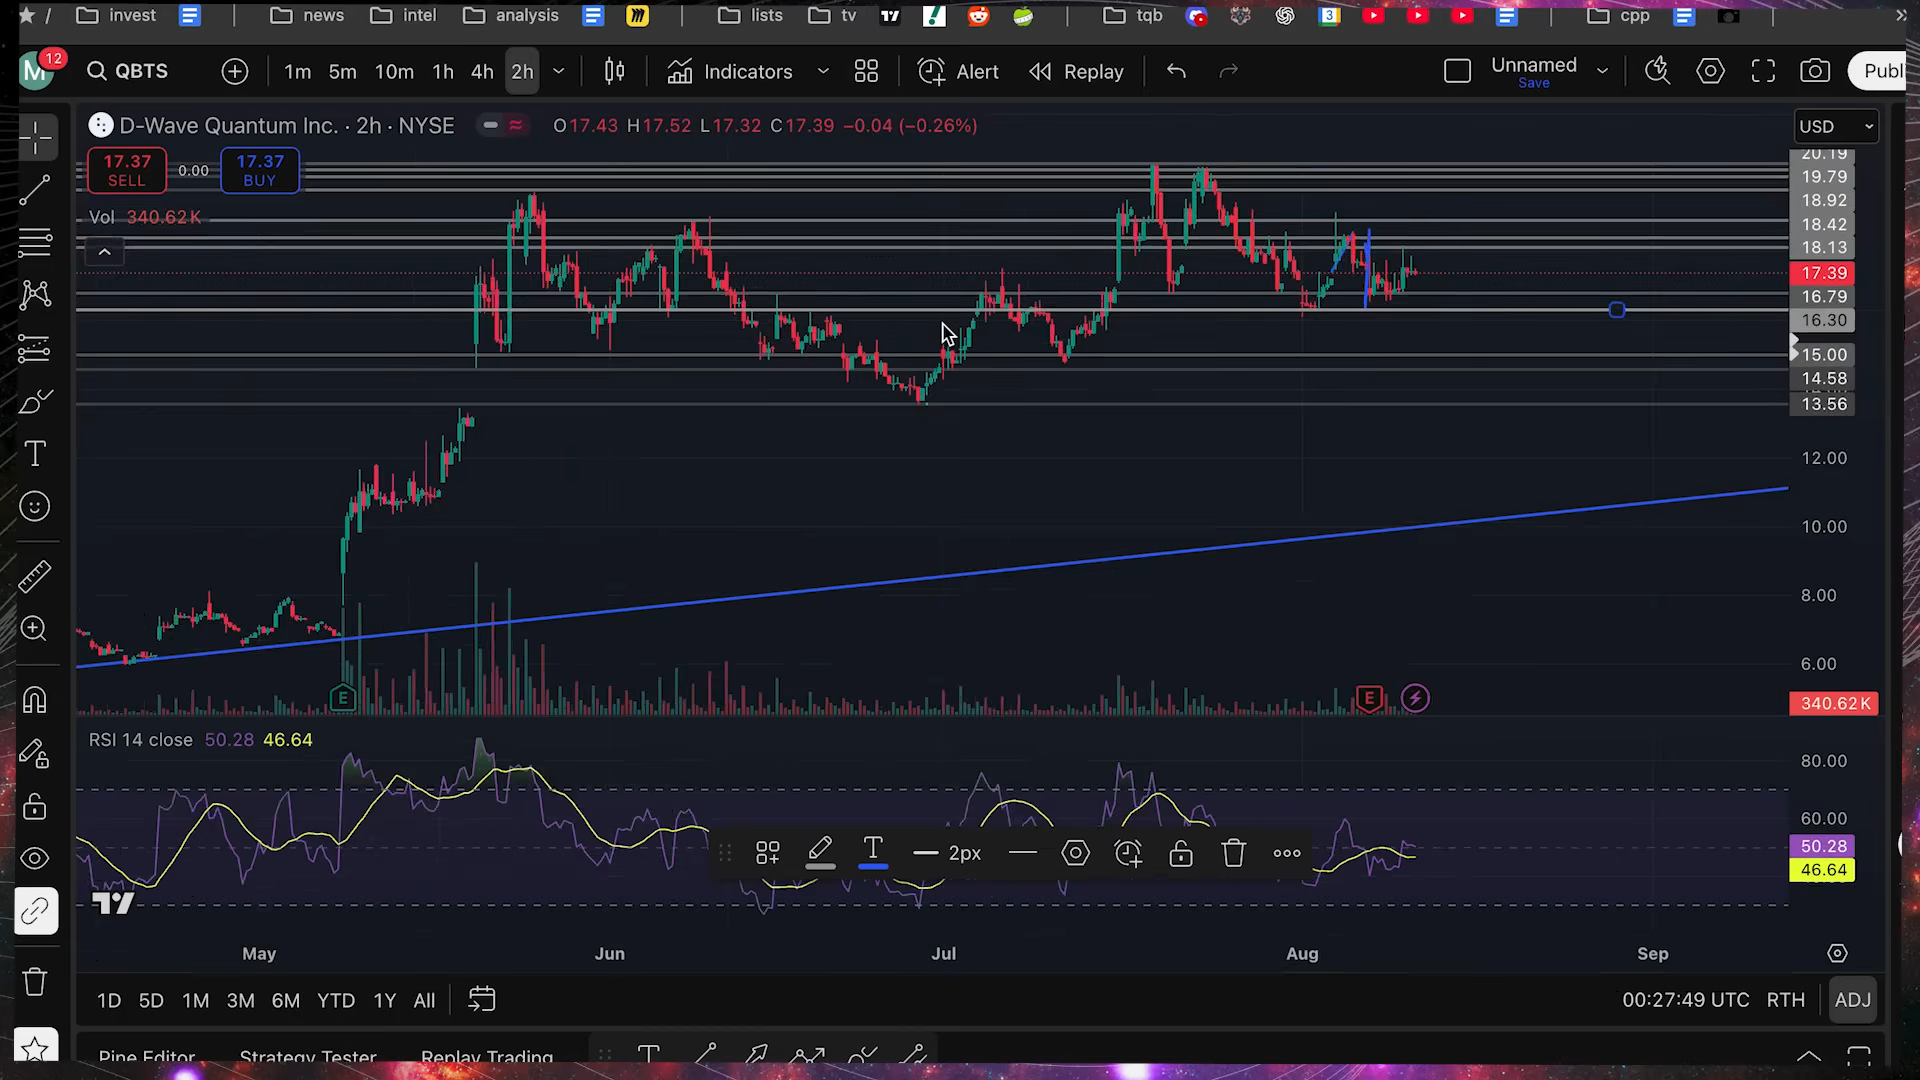 invest
news
intel
analysis
lists
tv
tqb
cpp
M
12
QBTS
1m 5m 10m 1h 4h 2h
Indicators
Alert
Replay
Unnamed
Save
D-Wave Quantum Inc. · 2h · NYSE
O17.43 H17.52 L17.32 C17.39 −0.04 (−0.26%)
USD
17.37
SELL
0.00
17.37
BUY
Vol 340.62K
20.19
19.79
18.92
18.42
18.13
17.39
16.79
16.30
15.00
14.58
13.56
12.00
10.00
8.00
6.00
E
E
340.62K
RSI 14 close 50.28 46.64
80.00
60.00
50.28
46.64
T 2px
May Jun Jul Aug Sep
1D 5D 1M 3M 6M YTD 1Y All
00:27:49 UTC RTH ADJ
Pine Editor Strategy Tester Replay Trading